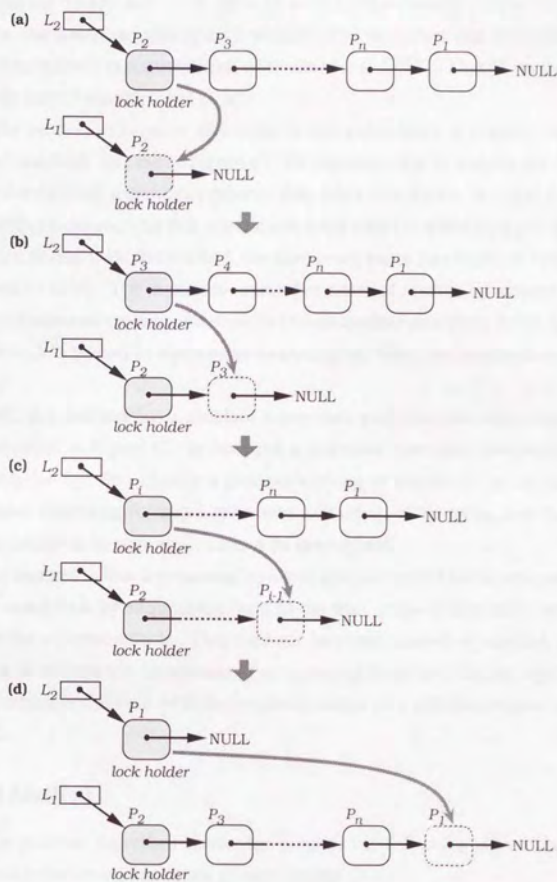 (a)
L2
P2 P3 Pn P1
NULL
lock holder
L1
P2
NULL
lock holder
(b)
L2
P3 P4 Pn P1
NULL
lock holder
L1
P2 P3
NULL
lock holder
(c)
L2
Pi Pn P1
NULL
lock holder
L1
P2 Pi-1
NULL
lock holder
(d)
L2
P1
NULL
lock holder
L1
P2 P3 Pn P1
NULL
lock holder